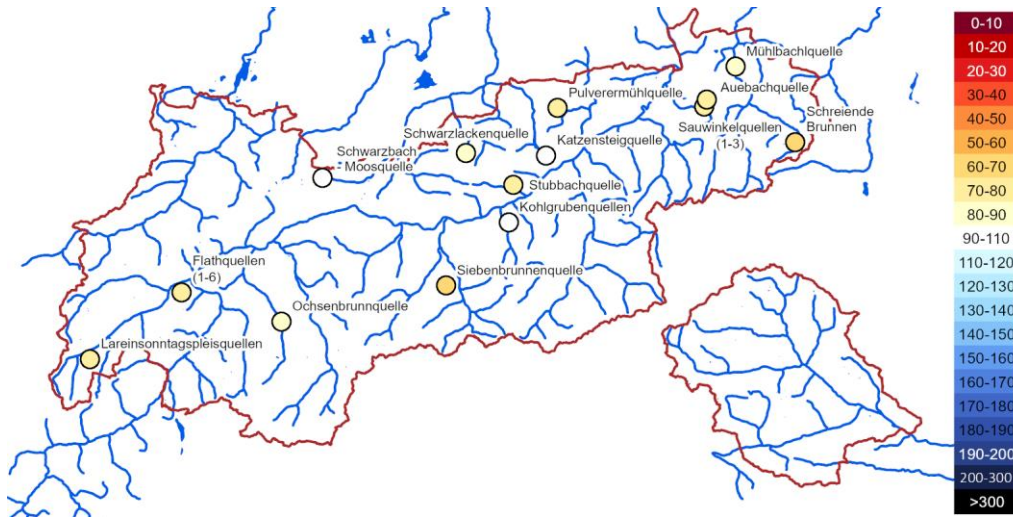 Mühlbachlquelle
Pulverermühlquelle
Auebachquelle
Schreiende
Brunnen
Schwarzlackenquelle
Sauwinkelquellen
(1-3)
Katzensteigquelle
Schwarzbach
Moosquelle
Stubbachquelle
Kohlgrubenquellen
Flathquellen
(1-6)
Siebenbrunnenquelle
Ochsenbrunnquelle
Lareinsonntagspleisquellen
0-10
10-20
20-30
30-40
40-50
50-60
60-70
70-80
80-90
90-110
110-120
120-130
130-140
140-150
150-160
160-170
170-180
180-190
190-200
200-300
>300